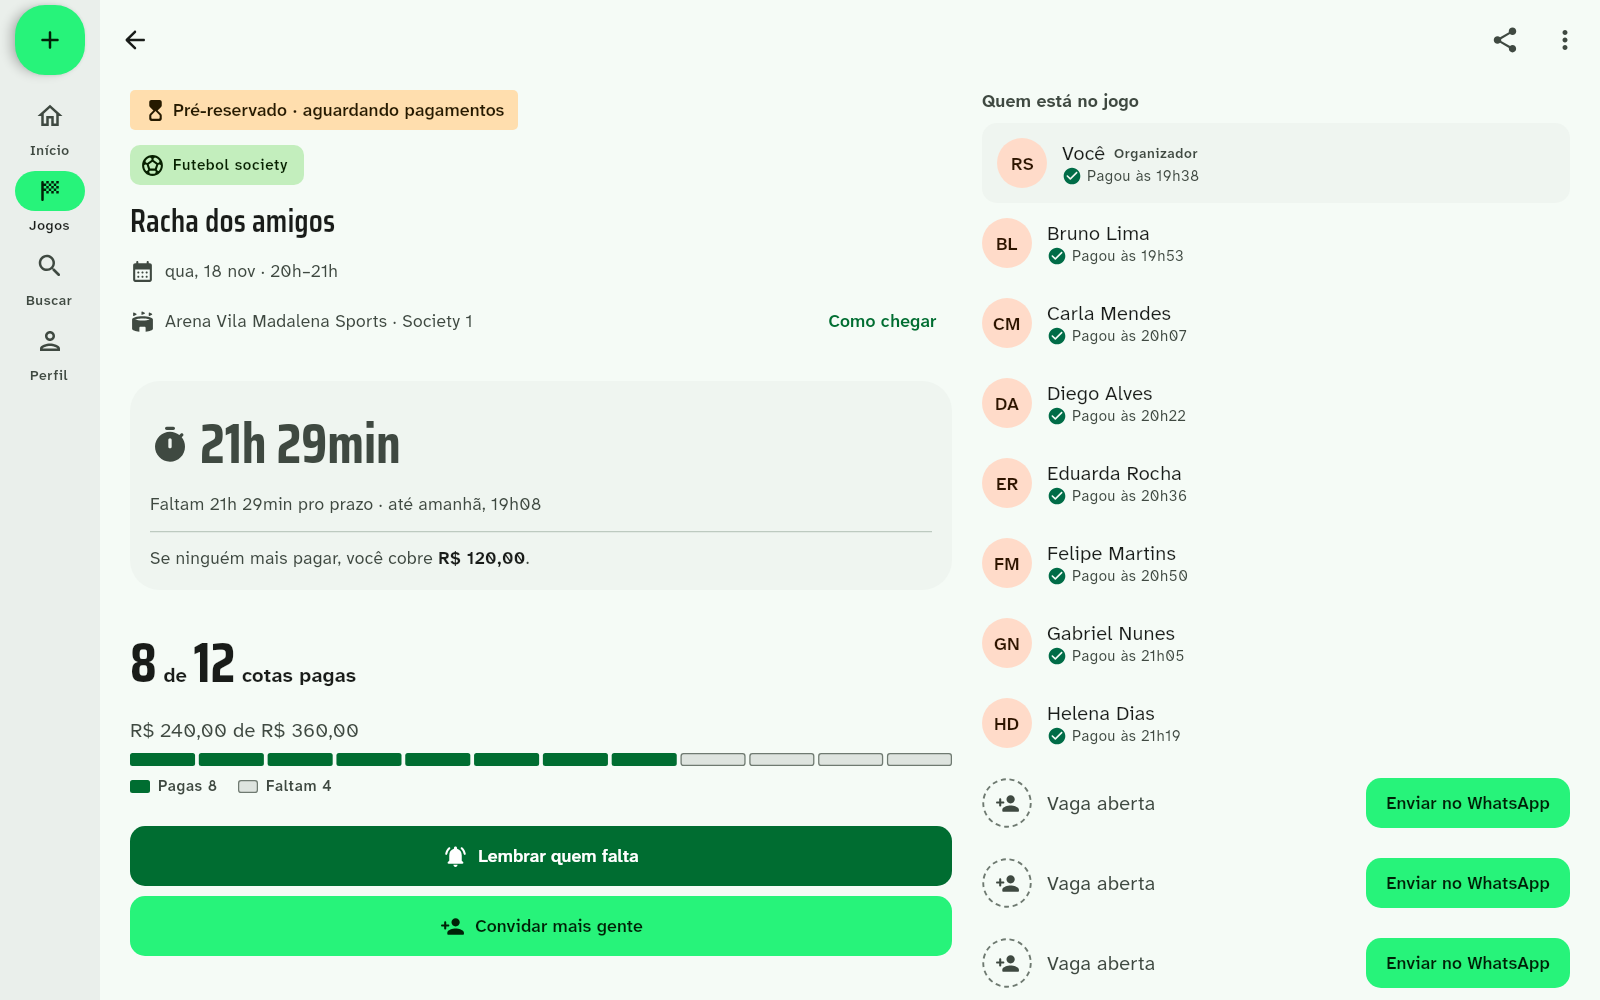 Início
Jogos
Buscar
Perfil
Pré-reservado · aguardando pagamentos
Futebol society
Racha dos amigos
qua, 18 nov · 20h–21h
Arena Vila Madalena Sports · Society 1
Como chegar
21h 29min
Faltam 21h 29min pro prazo · até amanhã, 19h08
Se ninguém mais pagar, você cobre R$ 120,00.
8 de 12 cotas pagas
R$ 240,00 de R$ 360,00
Pagas 8
Faltam 4
Lembrar quem falta
Convidar mais gente
Quem está no jogo
RS
Você Organizador
Pagou às 19h38
BL
Bruno Lima
Pagou às 19h53
CM
Carla Mendes
Pagou às 20h07
DA
Diego Alves
Pagou às 20h22
ER
Eduarda Rocha
Pagou às 20h36
FM
Felipe Martins
Pagou às 20h50
GN
Gabriel Nunes
Pagou às 21h05
HD
Helena Dias
Pagou às 21h19
Vaga aberta
Enviar no WhatsApp
Vaga aberta
Enviar no WhatsApp
Vaga aberta
Enviar no WhatsApp